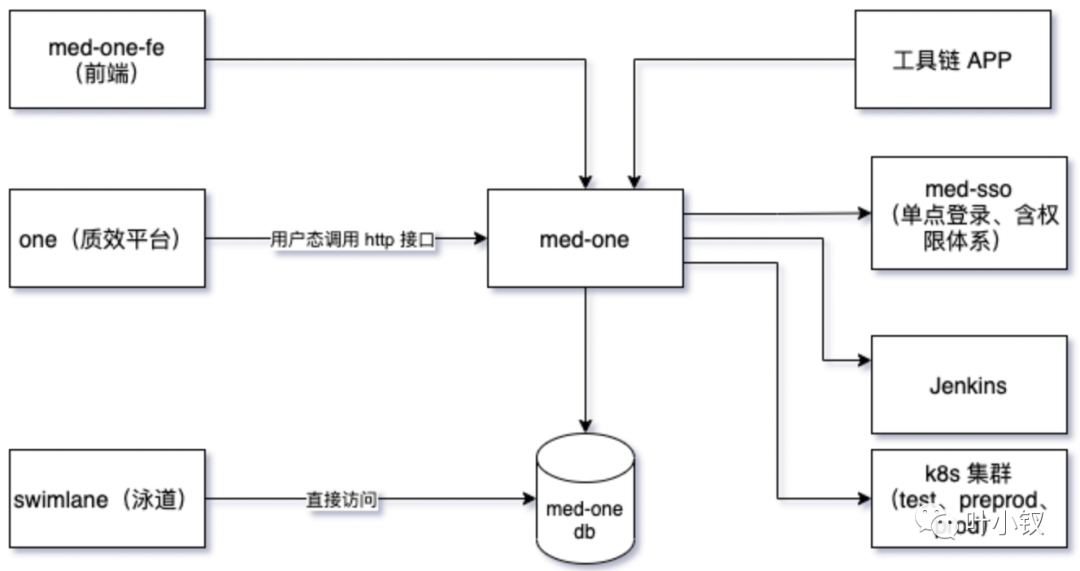 med-one-fe
（前端）
工具链 APP
med-sso
（单点登录、含权
限体系）
one（质效平台）
用户态调用 http 接口
med-one
Jenkins
k8s 集群
（test、preprod、
swimlane（泳道）
直接访问
med-one
db
叶小钗